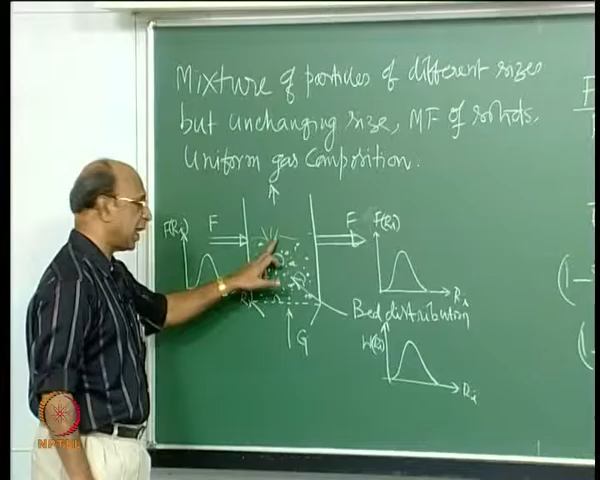 Mixture of particles of different sizes
but unchanging size, MF of solids.
Uniform gas composition.
F(Ri)
F
F
F(Ri)
Ri
Bed distribution
G
W(Ri)
Ri
(1-
NPTEL